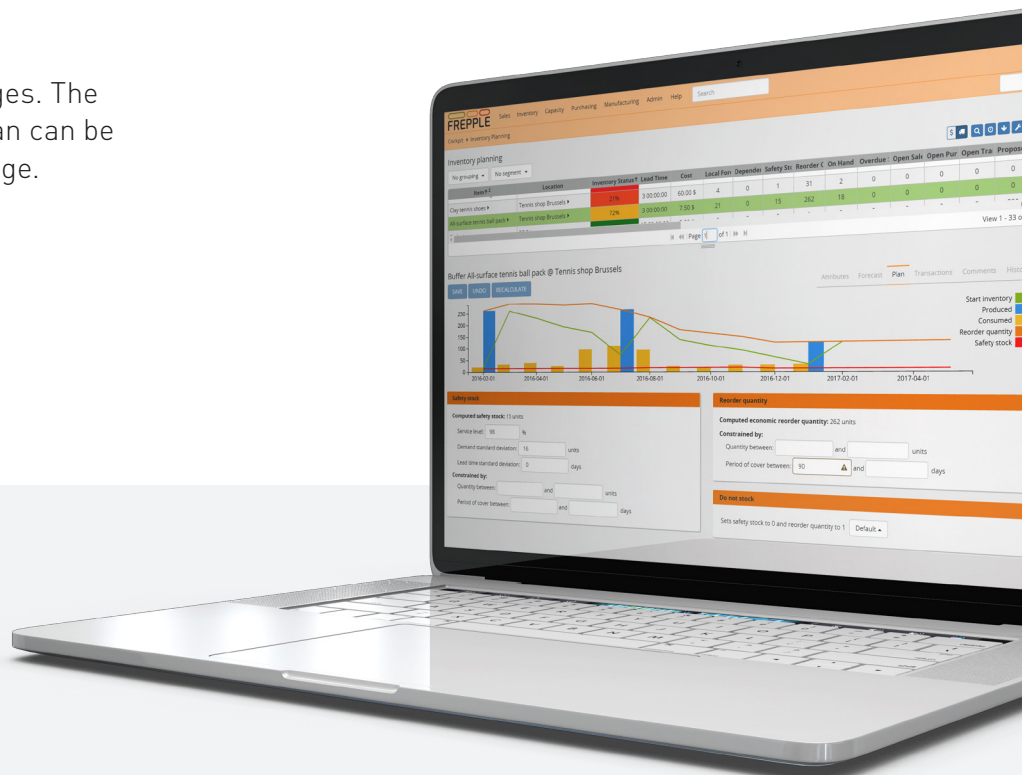 ges. The
an can be
ge.
FREPPLE Sales Inventory Capacity Purchasing Manufacturing Admin Help Search
Cockpit Inventory Planning
Inventory planning
No grouping No segment
Item Location Inventory Status Lead Time Cost Local For Depender Safety Sto Reorder Q On Hand Overdue Open Sale Open Pur Open Tra Propose
Clay tennis shoes Tennis shop Brussels 21% 3 00:00:00 60.00 $ 4 0 1 31 2 0 0 0 0 0
All-surface tennis ball pack Tennis shop Brussels 72% 3 00:00:00 7.50 $ 21 0 15 262 18 0 0 0 0 0
Page 1 of 1 View 1 - 33 o
Buffer All-surface tennis ball pack @ Tennis shop Brussels
Attributes Forecast Plan Transactions Comments Histo
SAVE UNDO RECALCULATE
Start inventory
Produced
Consumed
Reorder quantity
Safety stock
250
200
150
100
50
0
2016-02-01 2016-04-01 2016-06-01 2016-08-01 2016-10-01 2016-12-01 2017-02-01 2017-04-01
Safety stock
Computed safety stock: 15 units
Service level: 98 %
Demand standard deviation: 16 units
Lead time standard deviation: 0 days
Constrained by:
Quantity between: and units
Period of cover between: and days
Reorder quantity
Computed economic reorder quantity: 262 units
Constrained by:
Quantity between: and units
Period of cover between: 90 and days
Do not stock
Sets safety stock to 0 and reorder quantity to 1 Default